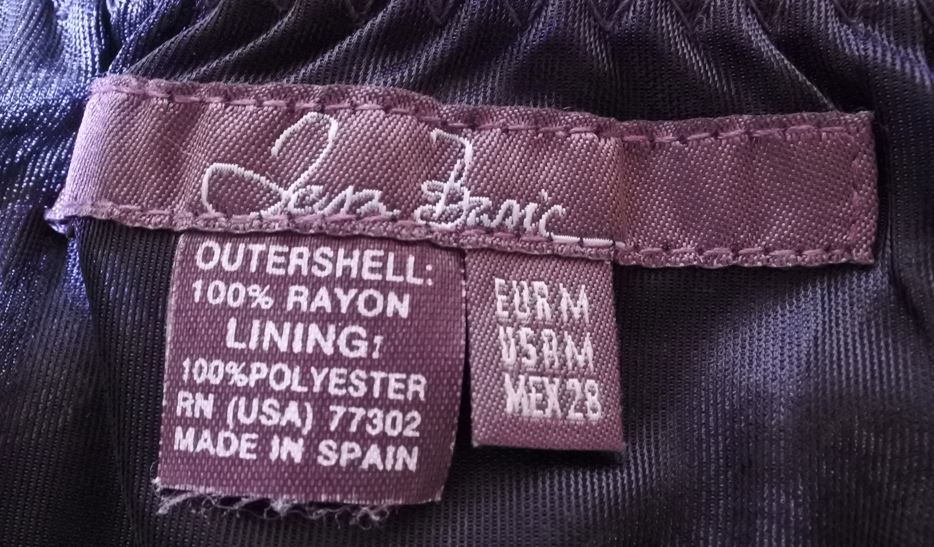 Zara Basic
OUTERSHELL:
100% RAYON
LINING:
100%POLYESTER
RN (USA) 77302
MADE IN SPAIN
EUR M
USA M
MEX 28